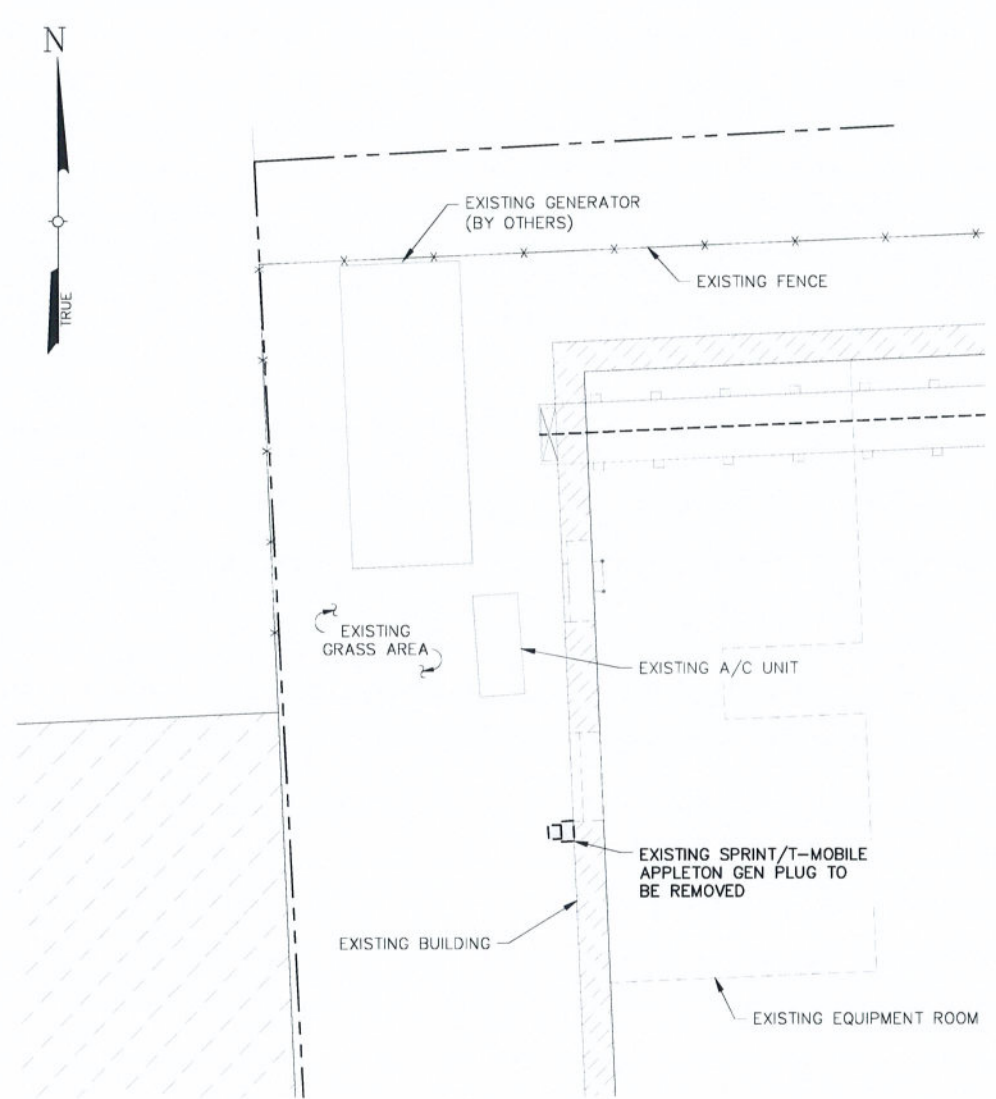 N
TRUE
EXISTING GENERATOR
(BY OTHERS)
EXISTING FENCE
EXISTING
GRASS AREA
EXISTING A/C UNIT
EXISTING SPRINT/T-MOBILE
APPLETON GEN PLUG TO
BE REMOVED
EXISTING BUILDING
EXISTING EQUIPMENT ROOM